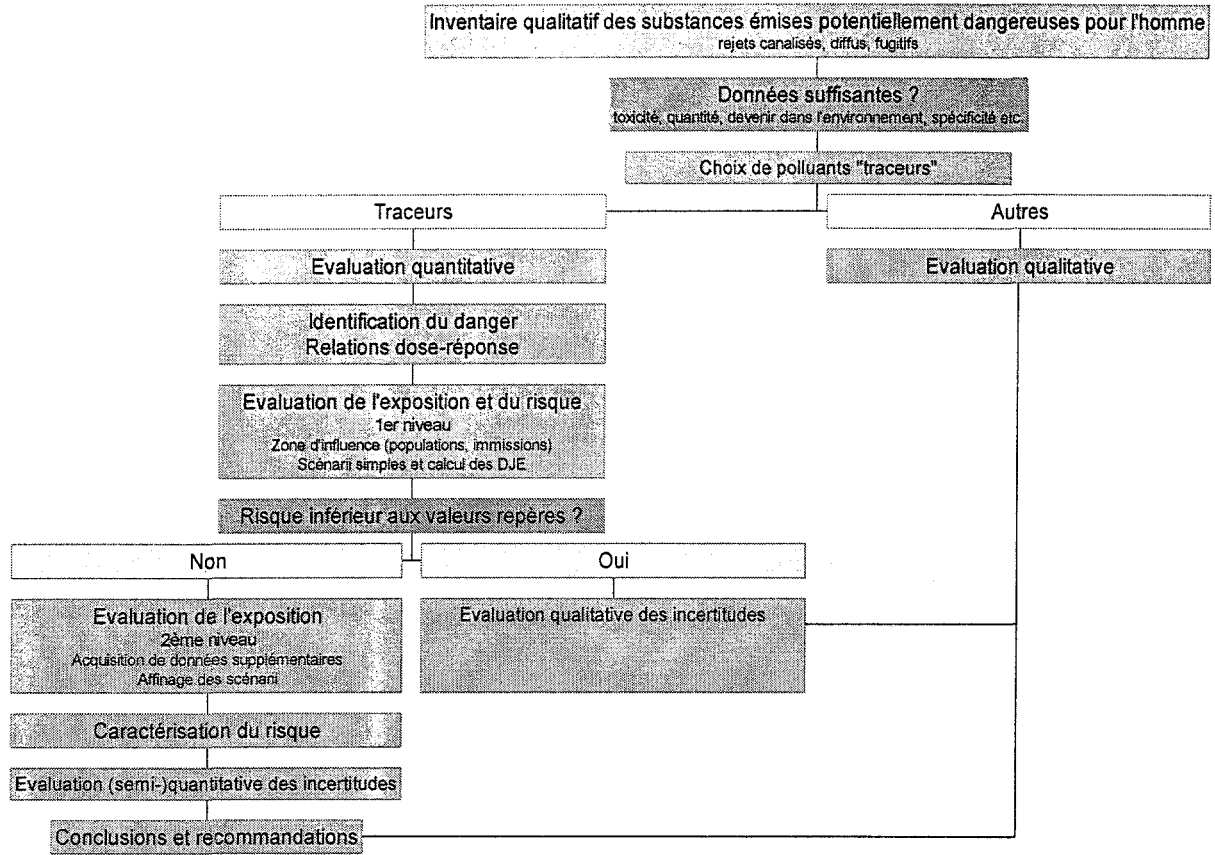 Inventaire qualitatif des substances émises potentiellement dangereuses pour l'homme
rejets canalisés, diffus, fugitifs
Données suffisantes ?
toxicité, quantité, devenir dans l'environnement, spécificité etc.
Choix de polluants "traceurs"
Traceurs
Autres
Evaluation quantitative
Evaluation qualitative
Identification du danger
Relations dose-réponse
Evaluation de l'exposition et du risque
1er niveau
Zone d'influence (populations, immissions)
Scénarii simples et calcul des DJE
Risque inférieur aux valeurs repères ?
Non
Oui
Evaluation de l'exposition
2ème niveau
Acquisition de données supplémentaires
Affinage des scénarii
Evaluation qualitative des incertitudes
Caractérisation du risque
Evaluation (semi-)quantitative des incertitudes
Conclusions et recommandations